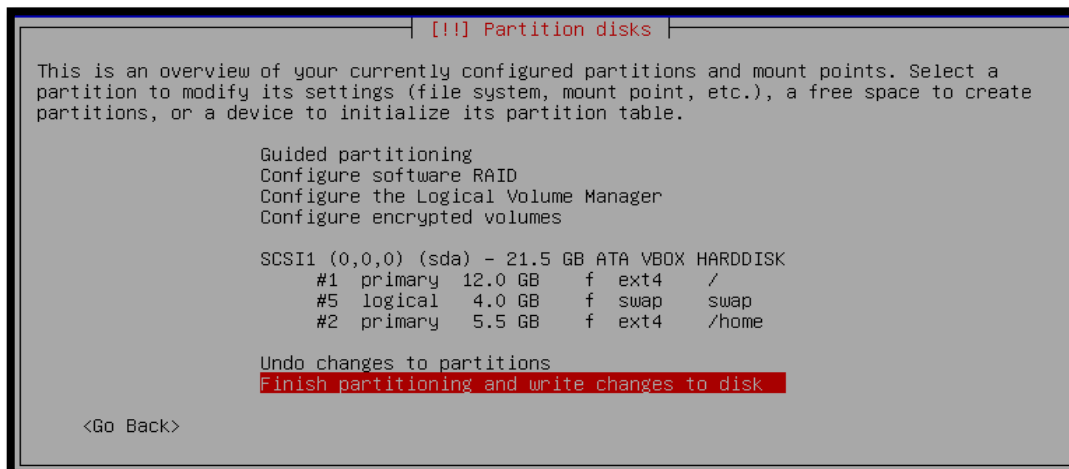 [!!] Partition disks
This is an overview of your currently configured partitions and mount points. Select a
partition to modify its settings (file system, mount point, etc.), a free space to create
partitions, or a device to initialize its partition table.
Guided partitioning
Configure software RAID
Configure the Logical Volume Manager
Configure encrypted volumes
SCSI1 (0,0,0) (sda) - 21.5 GB ATA VBOX HARDDISK
#1 primary 12.0 GB f ext4 /
#5 logical 4.0 GB f swap swap
#2 primary 5.5 GB f ext4 /home
Undo changes to partitions
Finish partitioning and write changes to disk
<Go Back>